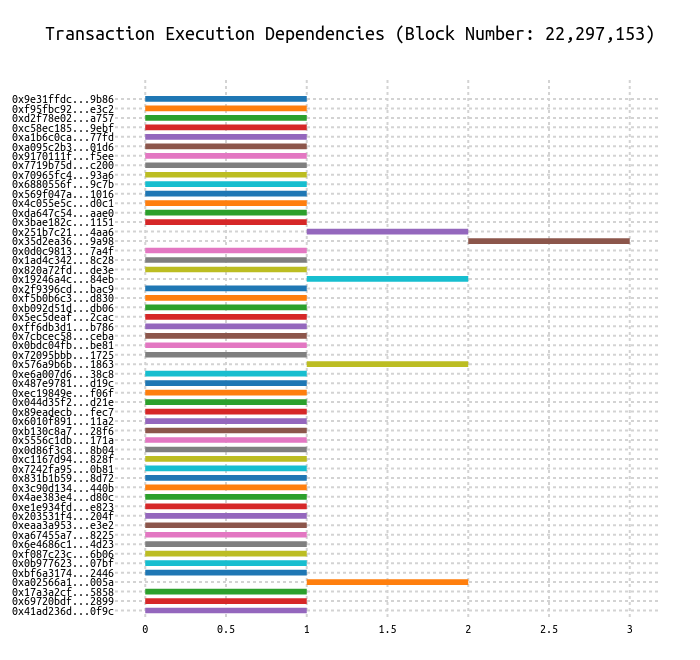 Transaction Execution Dependencies (Block Number: 22,297,153)
0x9e31ffdc...9b86
0xf95fbc92...e3c2
0xd2f78e02...a757
0xc58ec185...9ebf
0xa1b6c0ca...77fd
0xa095c2b3...01d6
0x9170111f...f5ee
0x7719b75d...c200
0x70965fc4...93a6
0x6880556f...9c7b
0x569f047a...1016
0x4c055e5c...d0c1
0xda647c54...aae0
0x3bae182c...1151
0x251b7c21...4aa6
0x35d2ea36...9a98
0x0d0c9813...7a4f
0x1ad4c342...8c28
0x820a72fd...de3e
0x19246a4c...84eb
0x2f9396cd...bac9
0xf5b0b6c3...d830
0xb092d51d...db06
0x5ec5deaf...2cac
0xff6db3d1...b786
0x7cbcec58...ceba
0x0bdc04fb...be81
0x72095bbb...1725
0x576a9b6b...1863
0xe6a007d6...38c8
0x487e9781...d19c
0xec19849e...f06f
0x044d35f2...d21e
0x89eadecb...fec7
0x6010f891...11a2
0xb130c8a7...28f6
0x5556c1db...171a
0x0d86f3c8...8b04
0xc1167d94...828f
0x7242fa95...0b81
0x831b1b59...8d72
0x3c90d134...440b
0x4ae383e4...d80c
0xe1e934fd...e823
0x203531f4...204f
0xeaa3a953...e3e2
0xa67455a7...8225
0x6e4686c1...4d23
0xf087c23c...6b06
0x0b977623...07bf
0xbf6a3174...2446
0xa02566a1...005a
0x17a3a2cf...5858
0x69720bdf...2899
0x41ad236d...0f9c
0 0.5 1 1.5 2 2.5 3